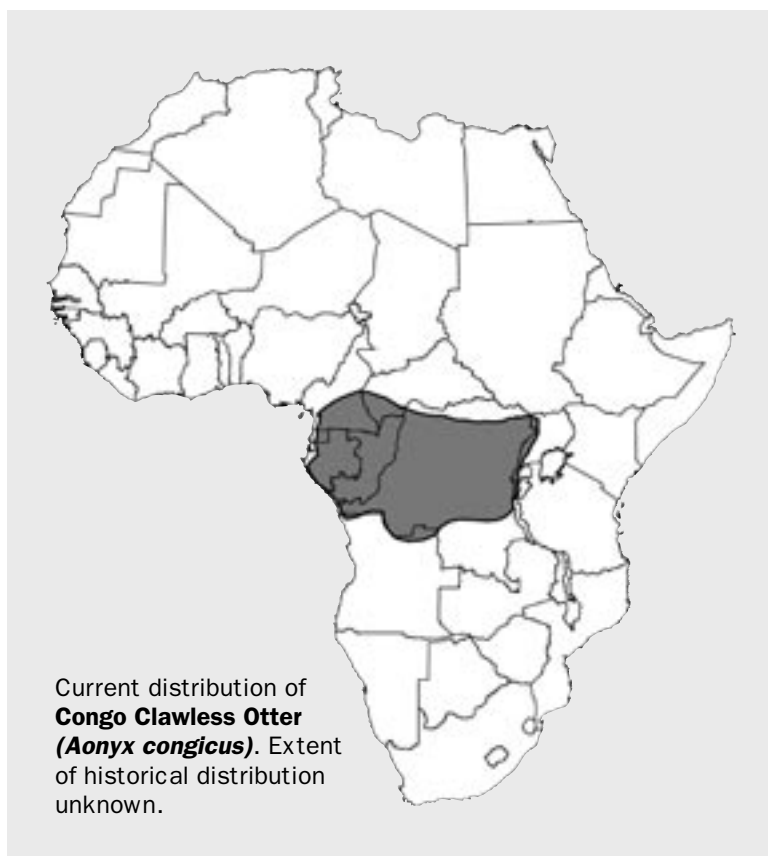 Current distribution of
Congo Clawless Otter
(Aonyx congicus). Extent
of historical distribution
unknown.